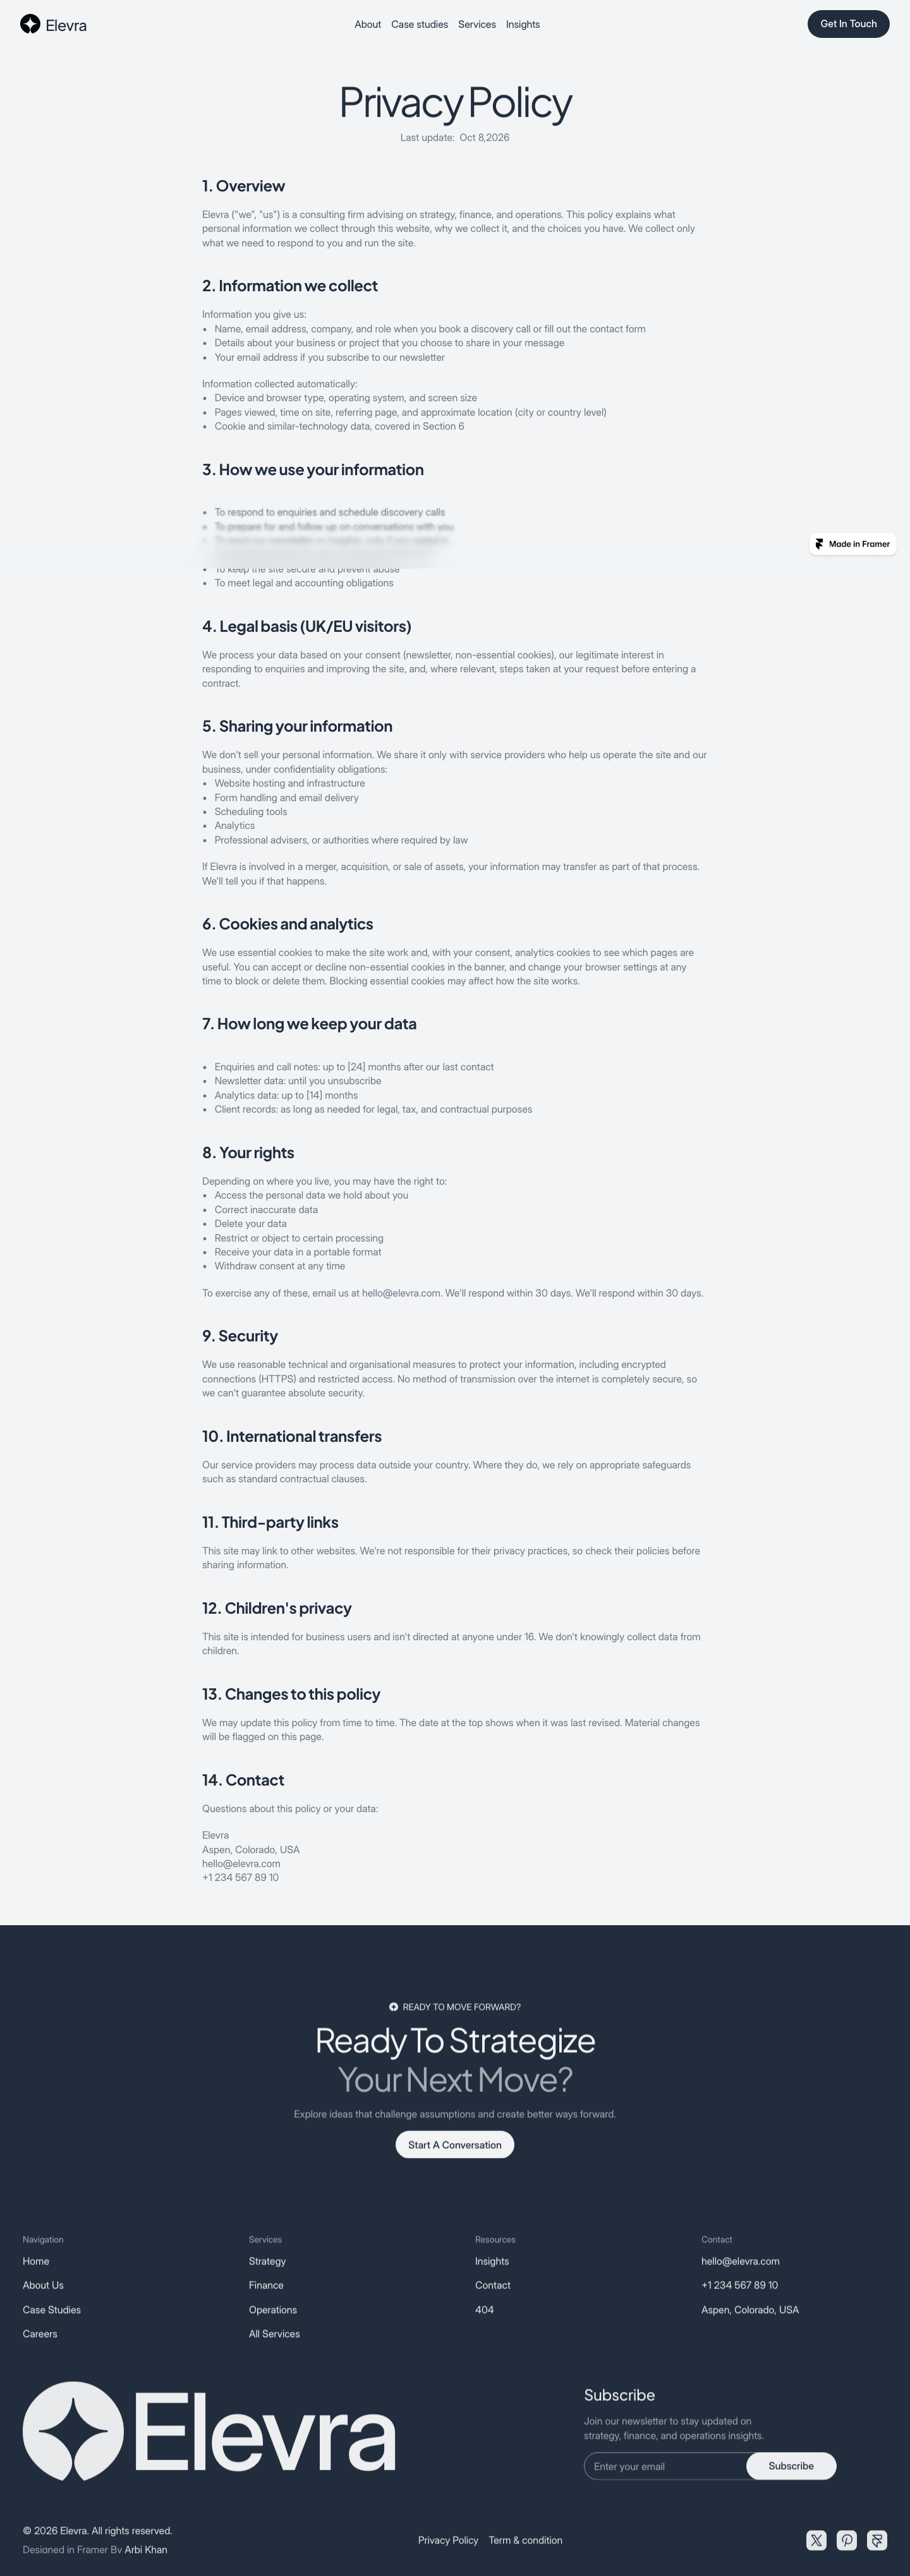 Elevra
About Case studies Services Insights
Get In Touch
Privacy Policy
Last update: Oct 8,2026
1. Overview
Elevra ("we", "us") is a consulting firm advising on strategy, finance, and operations. This policy explains what
personal information we collect through this website, why we collect it, and the choices you have. We collect only
what we need to respond to you and run the site.
2. Information we collect
Information you give us:
• Name, email address, company, and role when you book a discovery call or fill out the contact form
• Details about your business or project that you choose to share in your message
• Your email address if you subscribe to our newsletter
Information collected automatically:
• Device and browser type, operating system, and screen size
• Pages viewed, time on site, referring page, and approximate location (city or country level)
• Cookie and similar-technology data, covered in Section 6
3. How we use your information
• To respond to enquiries and schedule discovery calls
• To prepare for and follow up on conversations with you
Made in Framer
• To keep the site secure and prevent abuse
• To meet legal and accounting obligations
4. Legal basis (UK/EU visitors)
We process your data based on your consent (newsletter, non-essential cookies), our legitimate interest in
responding to enquiries and improving the site, and, where relevant, steps taken at your request before entering a
contract.
5. Sharing your information
We don't sell your personal information. We share it only with service providers who help us operate the site and our
business, under confidentiality obligations:
• Website hosting and infrastructure
• Form handling and email delivery
• Scheduling tools
• Analytics
• Professional advisers, or authorities where required by law
If Elevra is involved in a merger, acquisition, or sale of assets, your information may transfer as part of that process.
We'll tell you if that happens.
6. Cookies and analytics
We use essential cookies to make the site work and, with your consent, analytics cookies to see which pages are
useful. You can accept or decline non-essential cookies in the banner, and change your browser settings at any
time to block or delete them. Blocking essential cookies may affect how the site works.
7. How long we keep your data
• Enquiries and call notes: up to [24] months after our last contact
• Newsletter data: until you unsubscribe
• Analytics data: up to [14] months
• Client records: as long as needed for legal, tax, and contractual purposes
8. Your rights
Depending on where you live, you may have the right to:
• Access the personal data we hold about you
• Correct inaccurate data
• Delete your data
• Restrict or object to certain processing
• Receive your data in a portable format
• Withdraw consent at any time
To exercise any of these, email us at hello@elevra.com. We'll respond within 30 days. We'll respond within 30 days.
9. Security
We use reasonable technical and organisational measures to protect your information, including encrypted
connections (HTTPS) and restricted access. No method of transmission over the internet is completely secure, so
we can't guarantee absolute security.
10. International transfers
Our service providers may process data outside your country. Where they do, we rely on appropriate safeguards
such as standard contractual clauses.
11. Third-party links
This site may link to other websites. We're not responsible for their privacy practices, so check their policies before
sharing information.
12. Children's privacy
This site is intended for business users and isn't directed at anyone under 16. We don't knowingly collect data from
children.
13. Changes to this policy
We may update this policy from time to time. The date at the top shows when it was last revised. Material changes
will be flagged on this page.
14. Contact
Questions about this policy or your data:
Elevra
Aspen, Colorado, USA
hello@elevra.com
+1 234 567 89 10
READY TO MOVE FORWARD?
Ready To Strategize
Your Next Move?
Explore ideas that challenge assumptions and create better ways forward.
Start A Conversation
Navigation
Home
About Us
Case Studies
Careers
Services
Strategy
Finance
Operations
All Services
Resources
Insights
Contact
404
Contact
hello@elevra.com
+1 234 567 89 10
Aspen, Colorado, USA
Elevra
Subscribe
Join our newsletter to stay updated on
strategy, finance, and operations insights.
Enter your email
Subscribe
© 2026 Elevra. All rights reserved.
Designed in Framer By Arbi Khan
Privacy Policy Term & condition